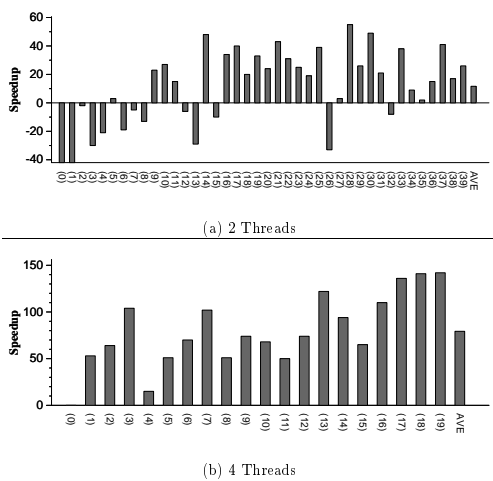 60
40
20
0
-20
-40
Speedup
(0) (1) (2) (3) (4) (5) (6) (7) (8) (9) (10) (11) (12) (13) (14) (15) (16) (17) (18) (19) (20) (21) (22) (23) (24) (25) (26) (27) (28) (29) (30) (31) (32) (33) (34) (35) (36) (37) (38) (39) AVE
(a) 2 Threads
150
100
50
0
Speedup
(0) (1) (2) (3) (4) (5) (6) (7) (8) (9) (10) (11) (12) (13) (14) (15) (16) (17) (18) (19) AVE
(b) 4 Threads